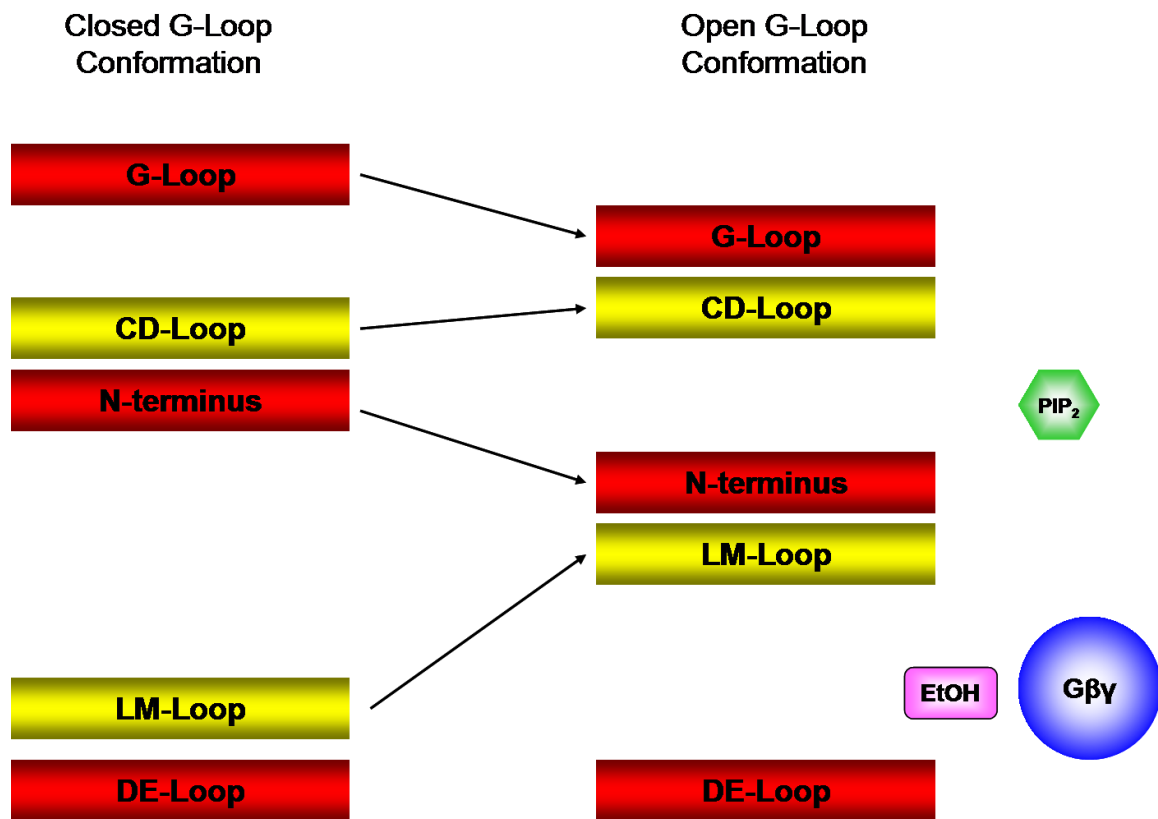 Closed G-Loop
Conformation
Open G-Loop
Conformation
G-Loop
G-Loop
CD-Loop
CD-Loop
N-terminus
PIP₂
N-terminus
LM-Loop
EtOH
Gβγ
LM-Loop
DE-Loop
DE-Loop